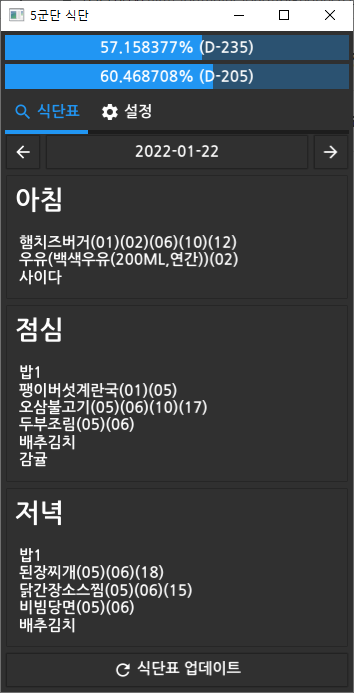 5군단 식단
57.158377% (D-235)
60.468708% (D-205)
식단표 설정
2022-01-22
아침
햄치즈버거(01)(02)(06)(10)(12)
우유(백색우유(200ML,연간))(02)
사이다
점심
밥1
팽이버섯계란국(01)(05)
오삼불고기(05)(06)(10)(17)
두부조림(05)(06)
배추김치
감귤
저녁
밥1
된장찌개(05)(06)(18)
닭간장소스찜(05)(06)(15)
비빔당면(05)(06)
배추김치
식단표 업데이트